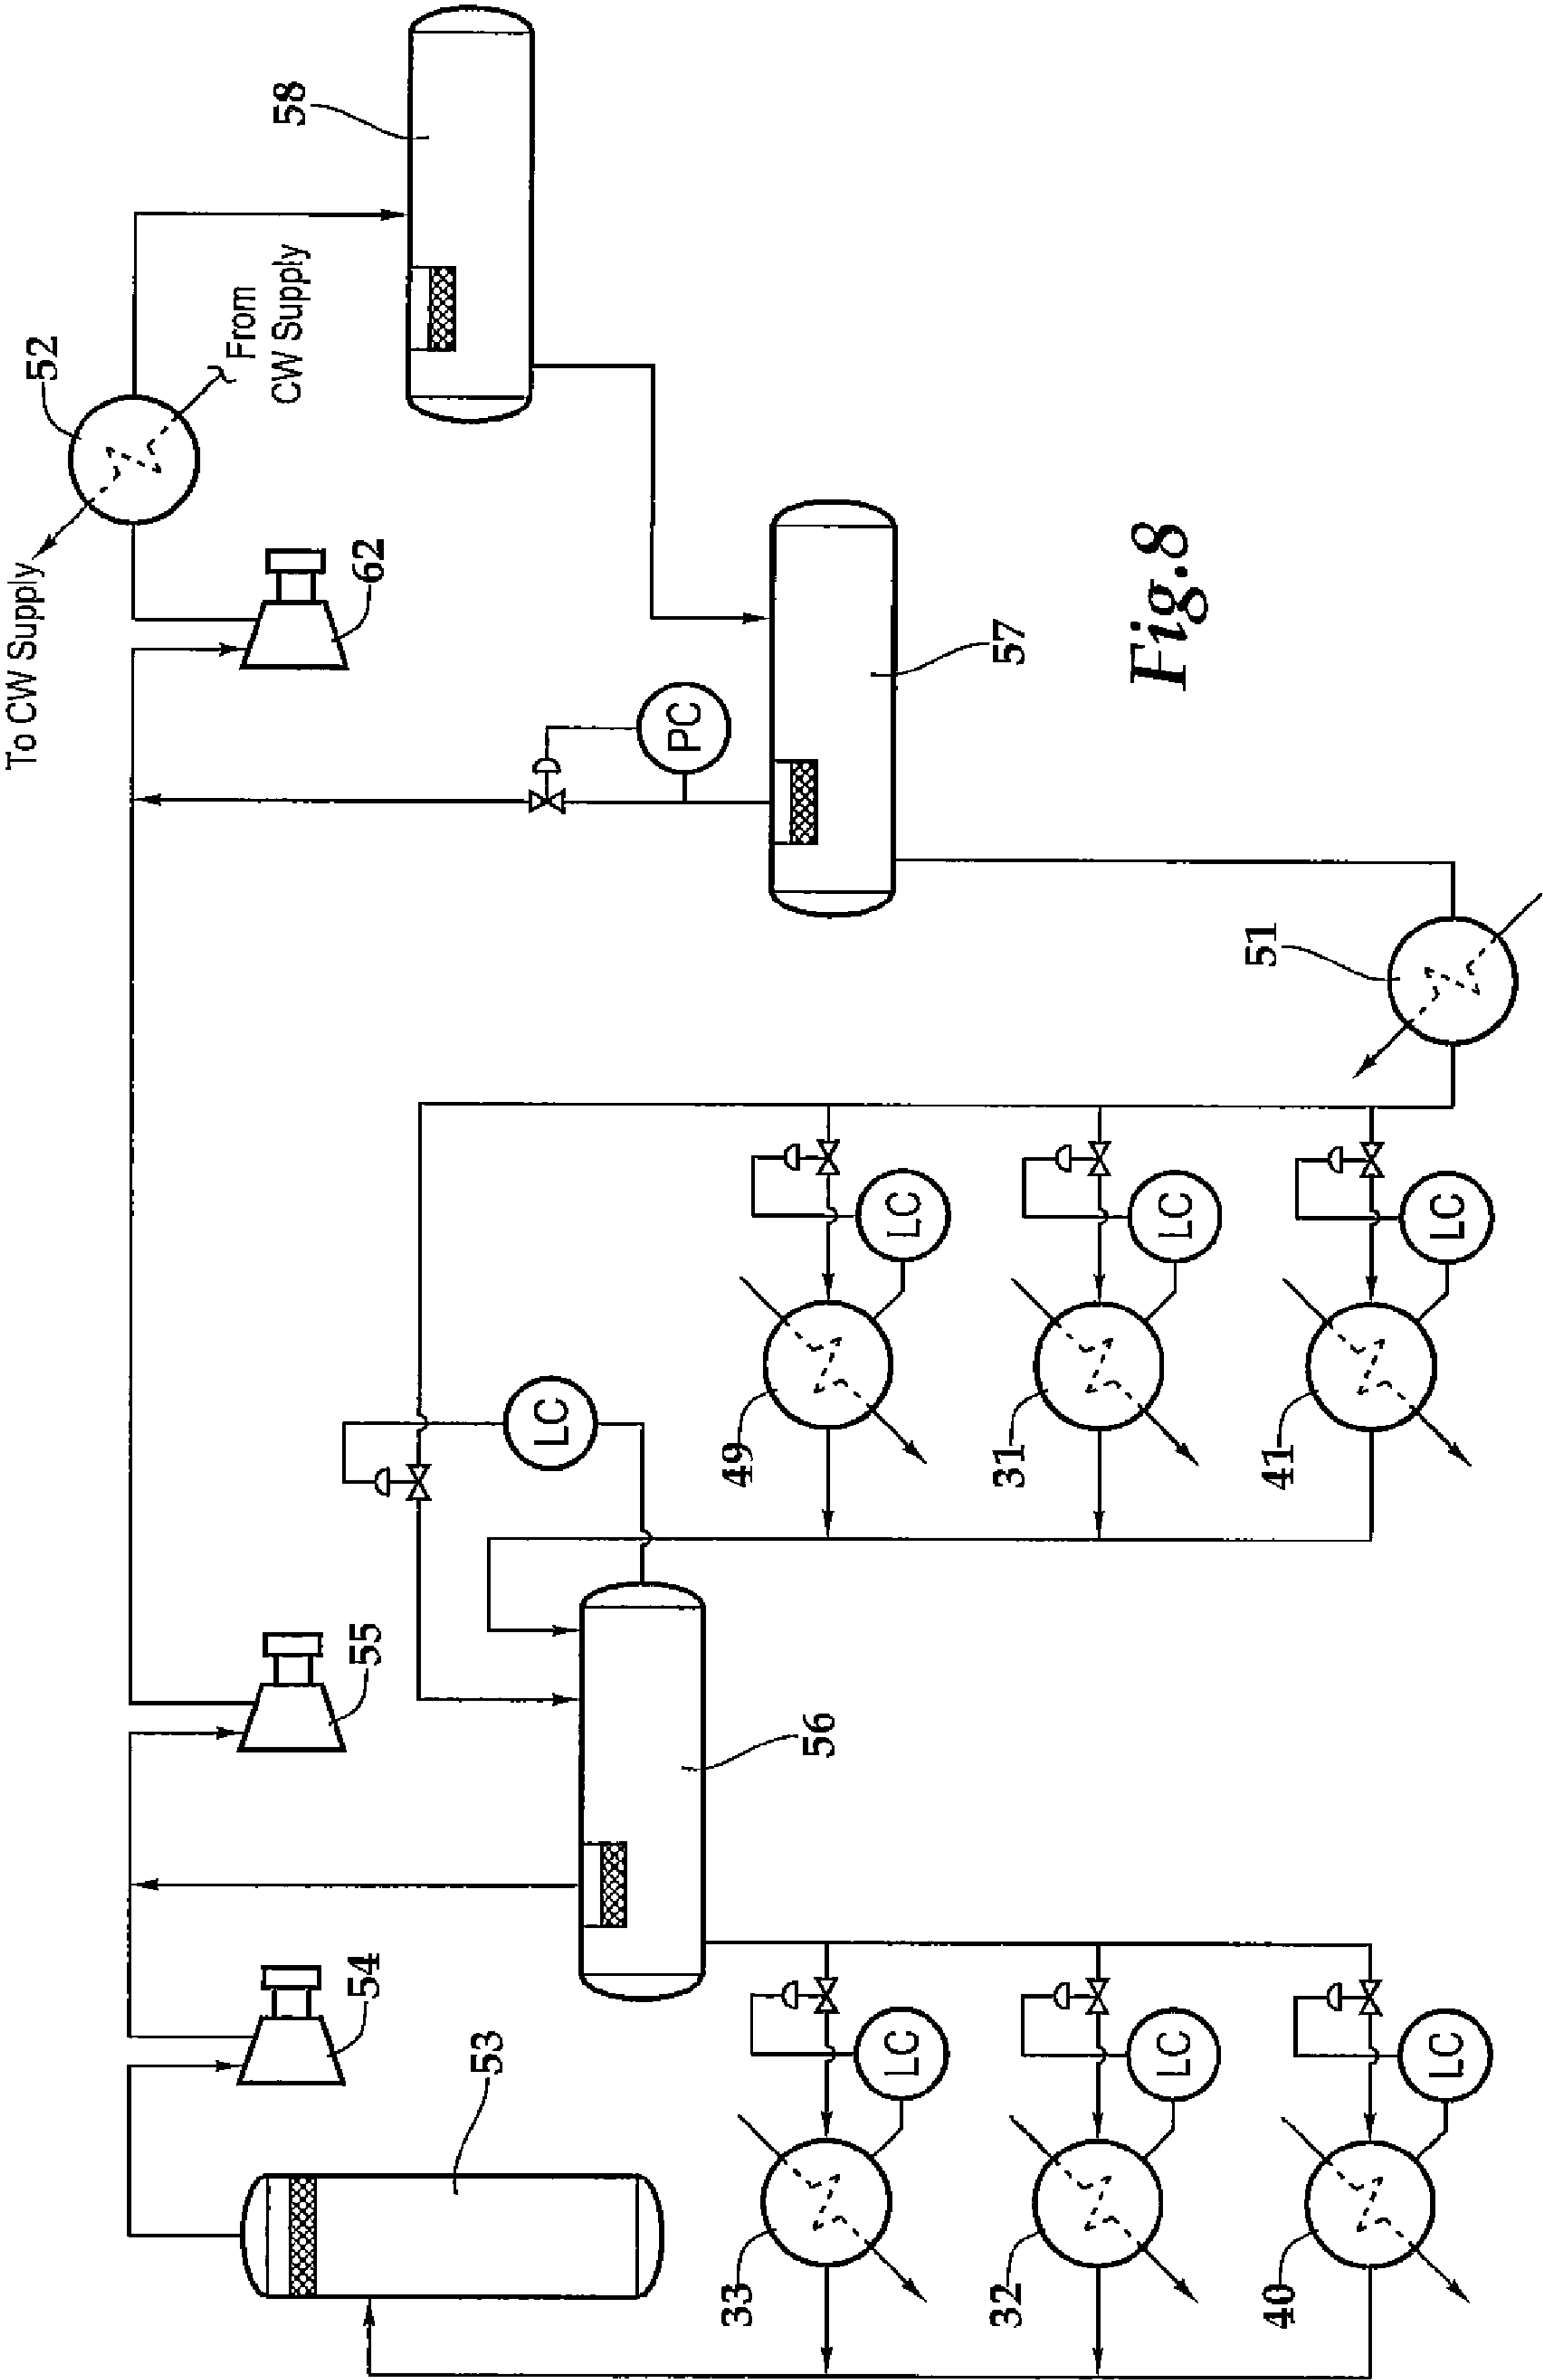 58
52
From
CW Supply
To CW Supply
62
PC
57
Fig.8
51
LC
LC
LC
LC
49
31
41
55
56
54
53
LC
LC
LC
33
32
40